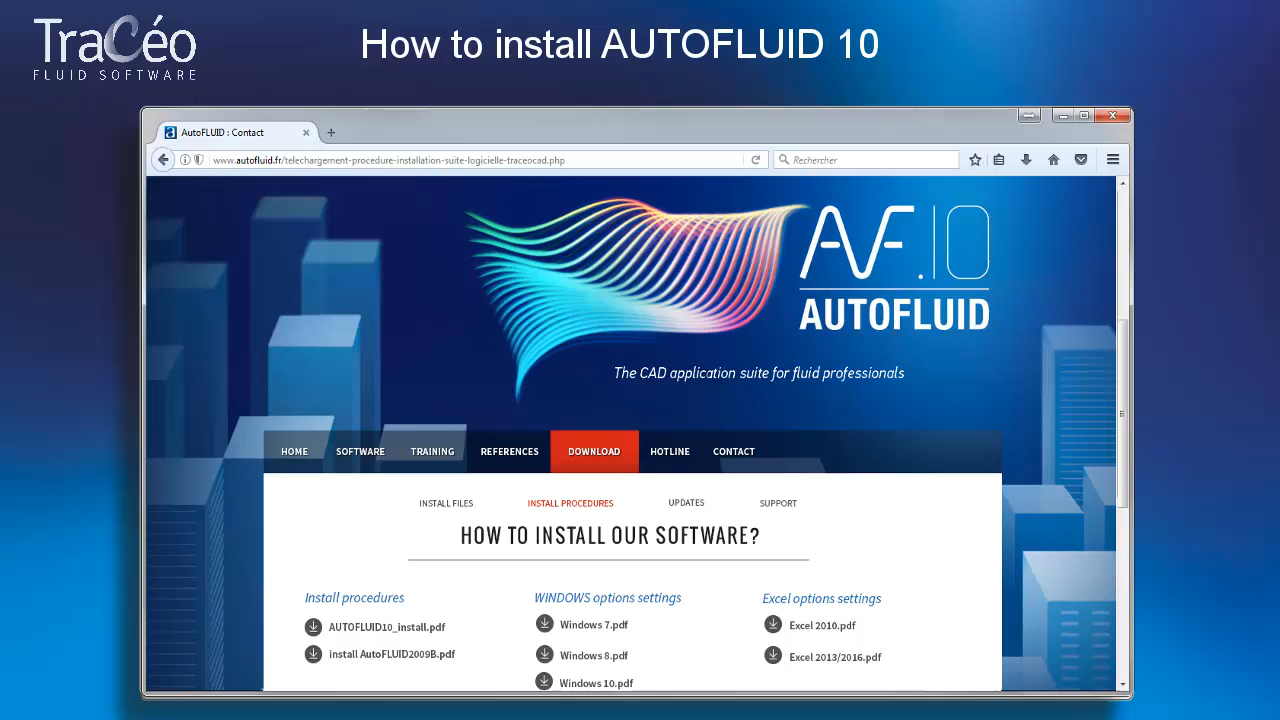 TraCéo
FLUID SOFTWARE
How to install AUTOFLUID 10
AutoFLUID : Contact
www.autofluid.fr/telechargement-procedure-installation-suite-logicielle-traceocad.php
Rechercher
AF.10
AUTOFLUID
The CAD application suite for fluid professionals
HOME SOFTWARE TRAINING REFERENCES DOWNLOAD HOTLINE CONTACT
INSTALL FILES INSTALL PROCEDURES UPDATES SUPPORT
HOW TO INSTALL OUR SOFTWARE?
Install procedures
AUTOFLUID10_install.pdf
install AutoFLUID2009B.pdf
WINDOWS options settings
Windows 7.pdf
Windows 8.pdf
Windows 10.pdf
Excel options settings
Excel 2010.pdf
Excel 2013/2016.pdf